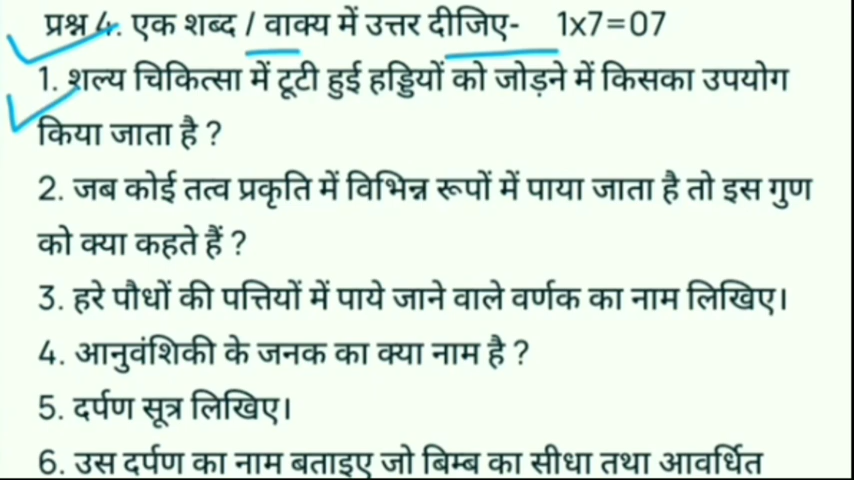 प्रश्न 4. एक शब्द / वाक्य में उत्तर दीजिए- 1x7=07
1. शल्य चिकित्सा में टूटी हुई हड्डियों को जोड़ने में किसका उपयोग
किया जाता है ?
2. जब कोई तत्व प्रकृति में विभिन्न रूपों में पाया जाता है तो इस गुण
को क्या कहते हैं ?
3. हरे पौधों की पत्तियों में पाये जाने वाले वर्णक का नाम लिखिए।
4. आनुवंशिकी के जनक का क्या नाम है ?
5. दर्पण सूत्र लिखिए।
6. उस दर्पण का नाम बताइए जो बिम्ब का सीधा तथा आवर्धित